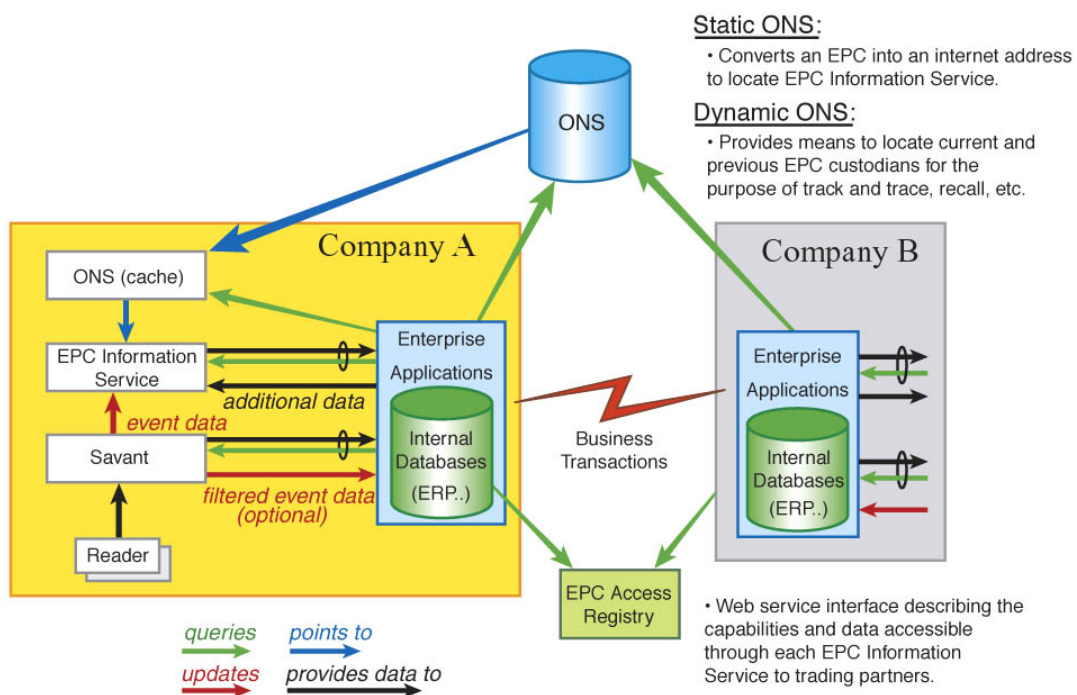 Static ONS:
• Converts an EPC into an internet address
to locate EPC Information Service.
Dynamic ONS:
• Provides means to locate current and
previous EPC custodians for the
purpose of track and trace, recall, etc.
ONS
Company A
ONS (cache)
EPC Information
Service
additional data
event data
Savant
filtered event data
(optional)
Reader
Enterprise
Applications
Internal
Databases
(ERP..)
Business
Transactions
Company B
Enterprise
Applications
Internal
Databases
(ERP..)
EPC Access
Registry
• Web service interface describing the
capabilities and data accessible
through each EPC Information
Service to trading partners.
queries
points to
updates
provides data to